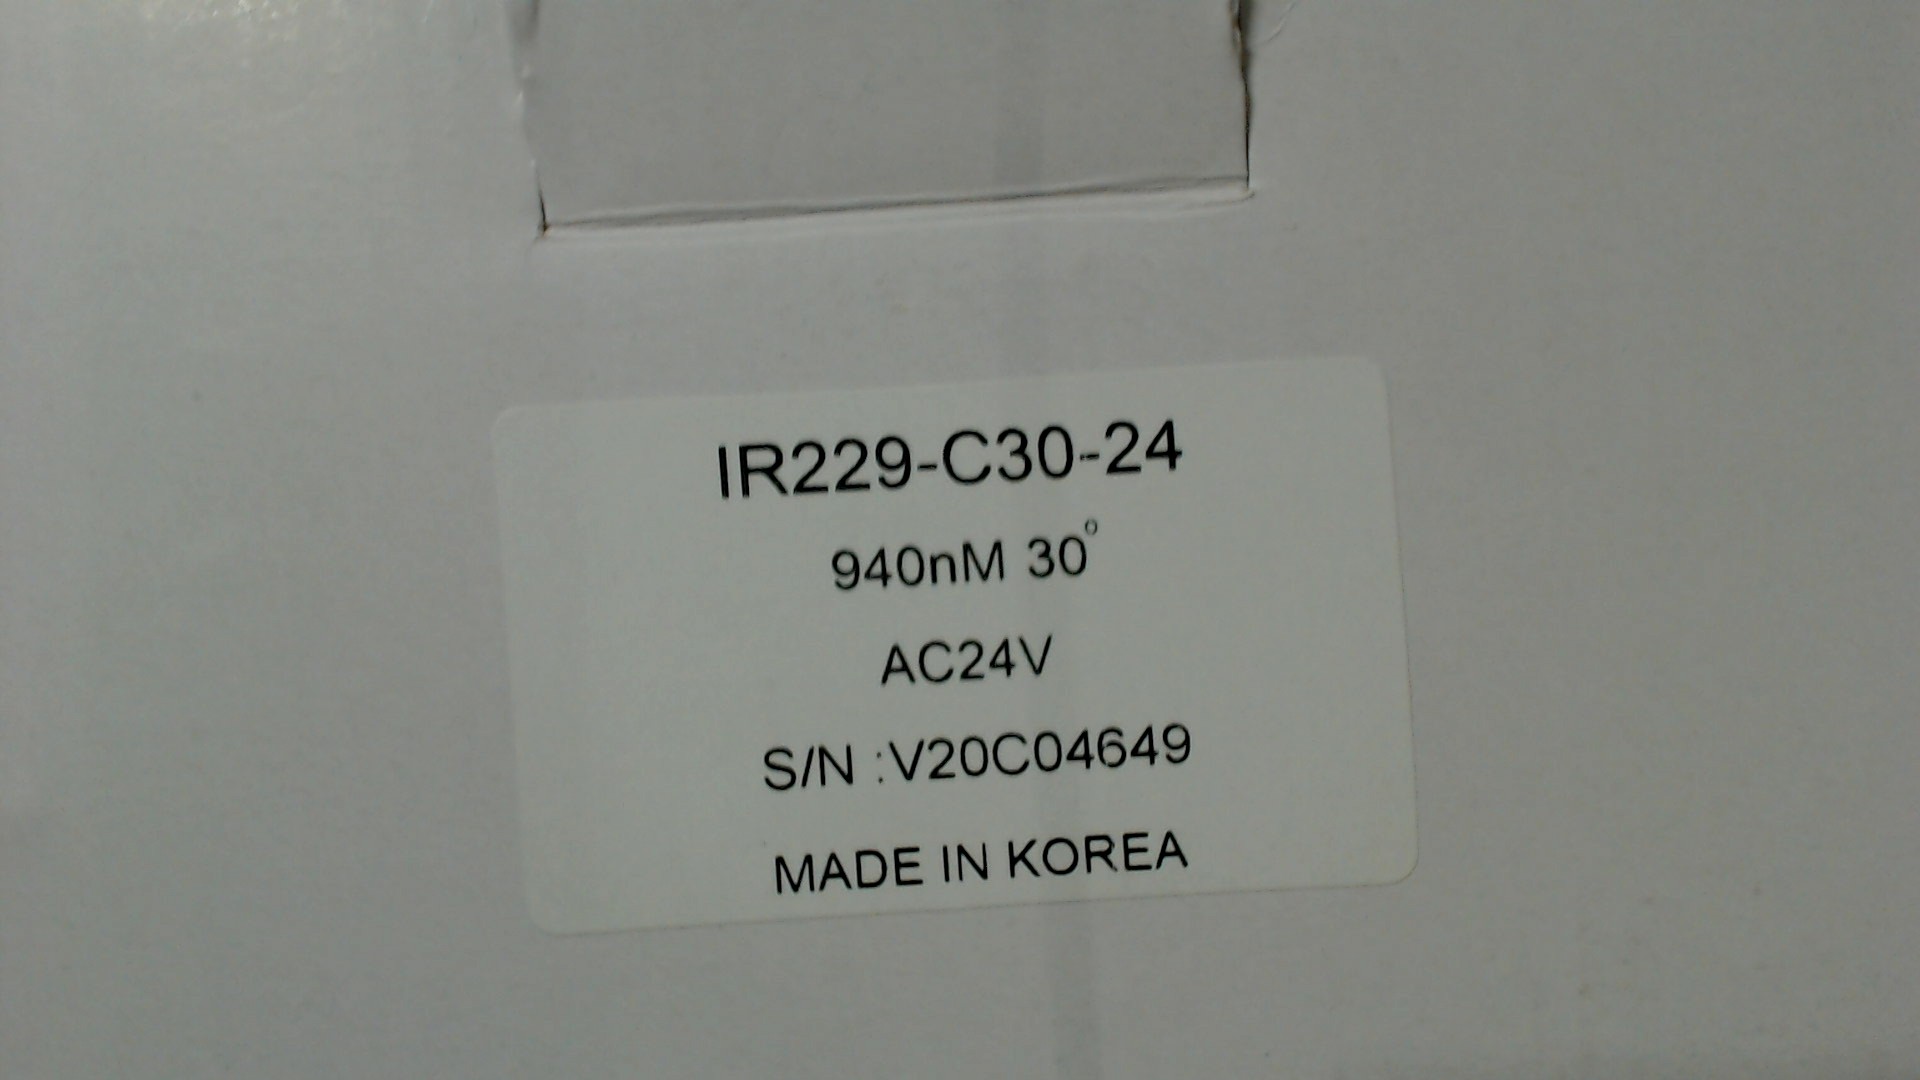 IR229-C30-24
940nM 30°
AC24V
S/N :V20C04649
MADE IN KOREA